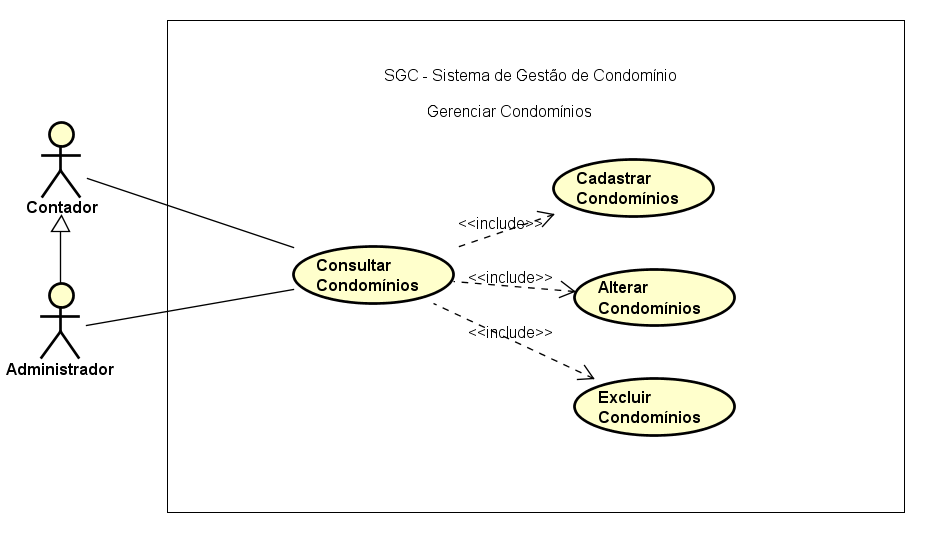 SGC - Sistema de Gestão de Condomínio
Gerenciar Condomínios
Contador
Administrador
Consultar
Condomínios
<<include>>
Cadastrar
Condomínios
<<include>>
Alterar
Condomínios
<<include>>
Excluir
Condomínios